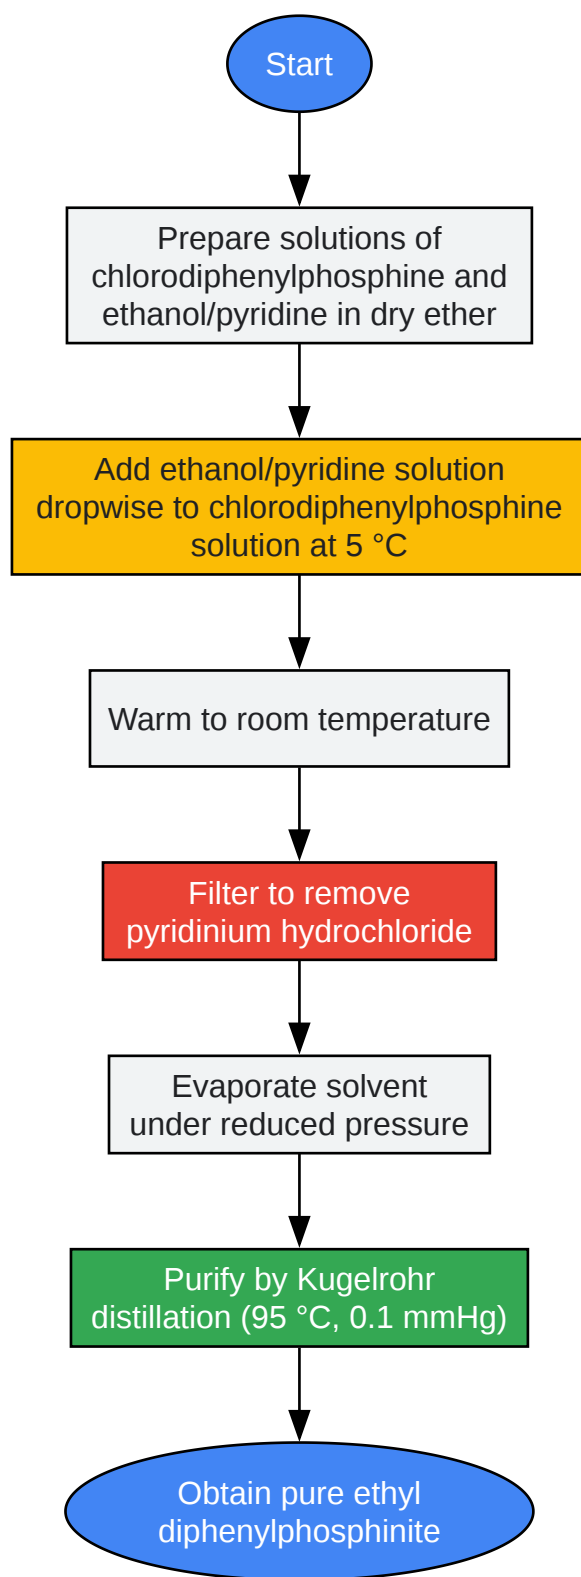 Start
Prepare solutions of
chlorodiphenylphosphine and
ethanol/pyridine in dry ether
Add ethanol/pyridine solution
dropwise to chlorodiphenylphosphine
solution at 5 °C
Warm to room temperature
Filter to remove
pyridinium hydrochloride
Evaporate solvent
under reduced pressure
Purify by Kugelrohr
distillation (95 °C, 0.1 mmHg)
Obtain pure ethyl
diphenylphosphinite